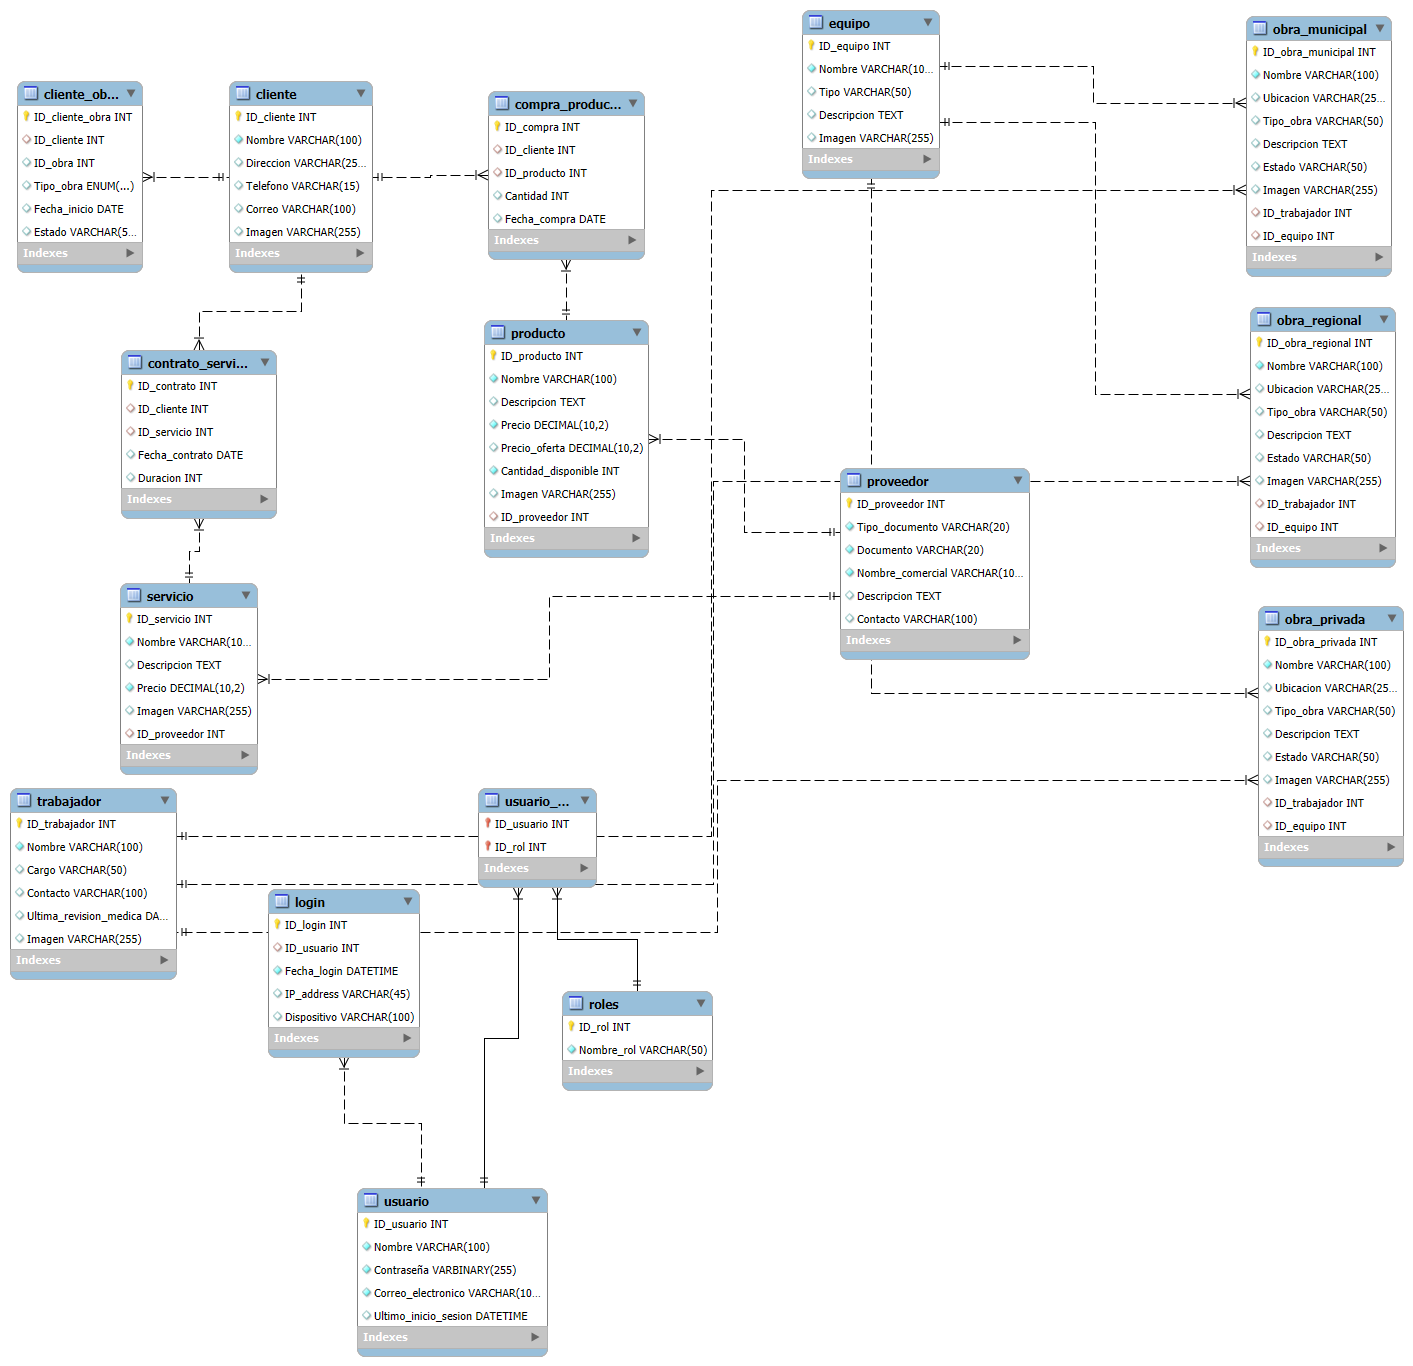 cliente_ob...
ID_cliente_obra INT
ID_cliente INT
ID_obra INT
Tipo_obra ENUM(...)
Fecha_inicio DATE
Estado VARCHAR(5...
Indexes
cliente
ID_cliente INT
Nombre VARCHAR(100)
Direccion VARCHAR(25...
Telefono VARCHAR(15)
Correo VARCHAR(100)
Imagen VARCHAR(255)
Indexes
compra_produc...
ID_compra INT
ID_cliente INT
ID_producto INT
Cantidad INT
Fecha_compra DATE
Indexes
equipo
ID_equipo INT
Nombre VARCHAR(10...
Tipo VARCHAR(50)
Descripcion TEXT
Imagen VARCHAR(255)
Indexes
obra_municipal
ID_obra_municipal INT
Nombre VARCHAR(100)
Ubicacion VARCHAR(25...
Tipo_obra VARCHAR(50)
Descripcion TEXT
Estado VARCHAR(50)
Imagen VARCHAR(255)
ID_trabajador INT
ID_equipo INT
Indexes
contrato_servi...
ID_contrato INT
ID_cliente INT
ID_servicio INT
Fecha_contrato DATE
Duracion INT
Indexes
producto
ID_producto INT
Nombre VARCHAR(100)
Descripcion TEXT
Precio DECIMAL(10,2)
Precio_oferta DECIMAL(10,2)
Cantidad_disponible INT
Imagen VARCHAR(255)
ID_proveedor INT
Indexes
obra_regional
ID_obra_regional INT
Nombre VARCHAR(100)
Ubicacion VARCHAR(25...
Tipo_obra VARCHAR(50)
Descripcion TEXT
Estado VARCHAR(50)
Imagen VARCHAR(255)
ID_trabajador INT
ID_equipo INT
Indexes
proveedor
ID_proveedor INT
Tipo_documento VARCHAR(20)
Documento VARCHAR(20)
Nombre_comercial VARCHAR(10...
Descripcion TEXT
Contacto VARCHAR(100)
Indexes
servicio
ID_servicio INT
Nombre VARCHAR(10...
Descripcion TEXT
Precio DECIMAL(10,2)
Imagen VARCHAR(255)
ID_proveedor INT
Indexes
obra_privada
ID_obra_privada INT
Nombre VARCHAR(100)
Ubicacion VARCHAR(25...
Tipo_obra VARCHAR(50)
Descripcion TEXT
Estado VARCHAR(50)
Imagen VARCHAR(255)
ID_trabajador INT
ID_equipo INT
Indexes
trabajador
ID_trabajador INT
Nombre VARCHAR(100)
Cargo VARCHAR(50)
Contacto VARCHAR(100)
Ultima_revision_medica DA...
Imagen VARCHAR(255)
Indexes
usuario_...
ID_usuario INT
ID_rol INT
Indexes
login
ID_login INT
ID_usuario INT
Fecha_login DATETIME
IP_address VARCHAR(45)
Dispositivo VARCHAR(100)
Indexes
roles
ID_rol INT
Nombre_rol VARCHAR(50)
Indexes
usuario
ID_usuario INT
Nombre VARCHAR(100)
Contraseña VARBINARY(255)
Correo_electronico VARCHAR(10...
Ultimo_inicio_sesion DATETIME
Indexes